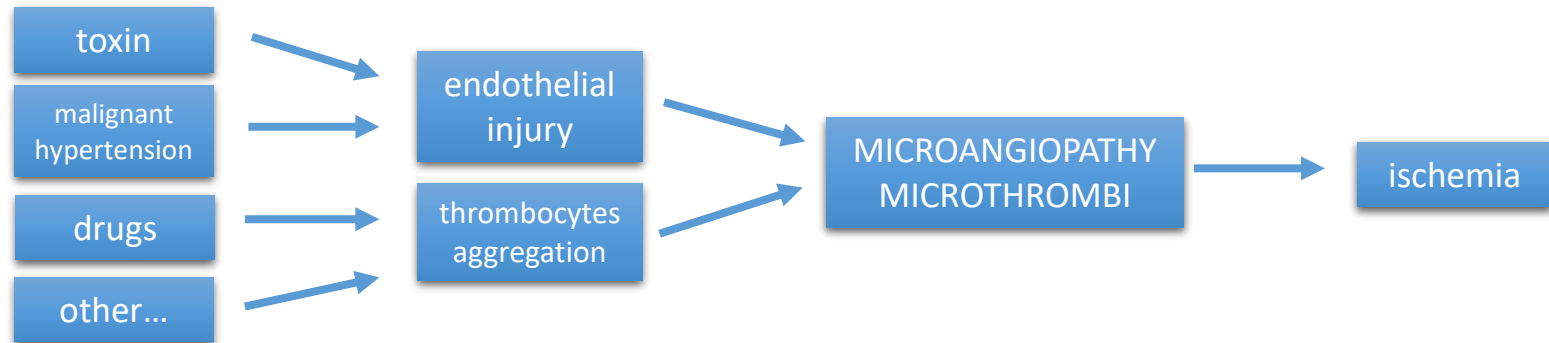 toxin
malignant
hypertension
drugs
other…
endothelial
injury
thrombocytes
aggregation
MICROANGIOPATHY
MICROTHROMBI
ischemia